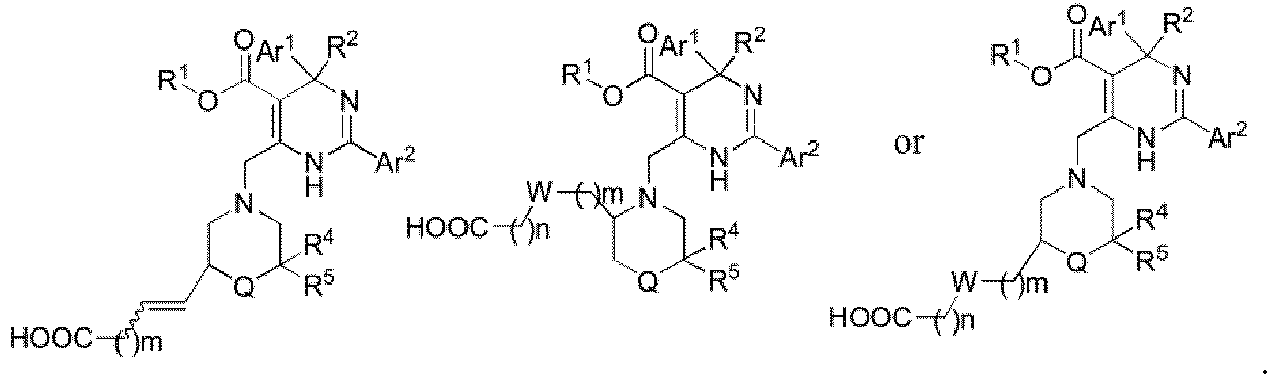 O Ar¹ R²
R¹ O N
N H Ar²
N
R⁴
Q R⁵
HOOC ( )m
O Ar¹ R²
R¹ O N
N H Ar²
W ( )m N
HOOC ( )n R⁴
Q R⁵
or
O Ar¹ R²
R¹ O N
N H Ar²
N
R⁴
Q R⁵
W ( )m
HOOC ( )n
.